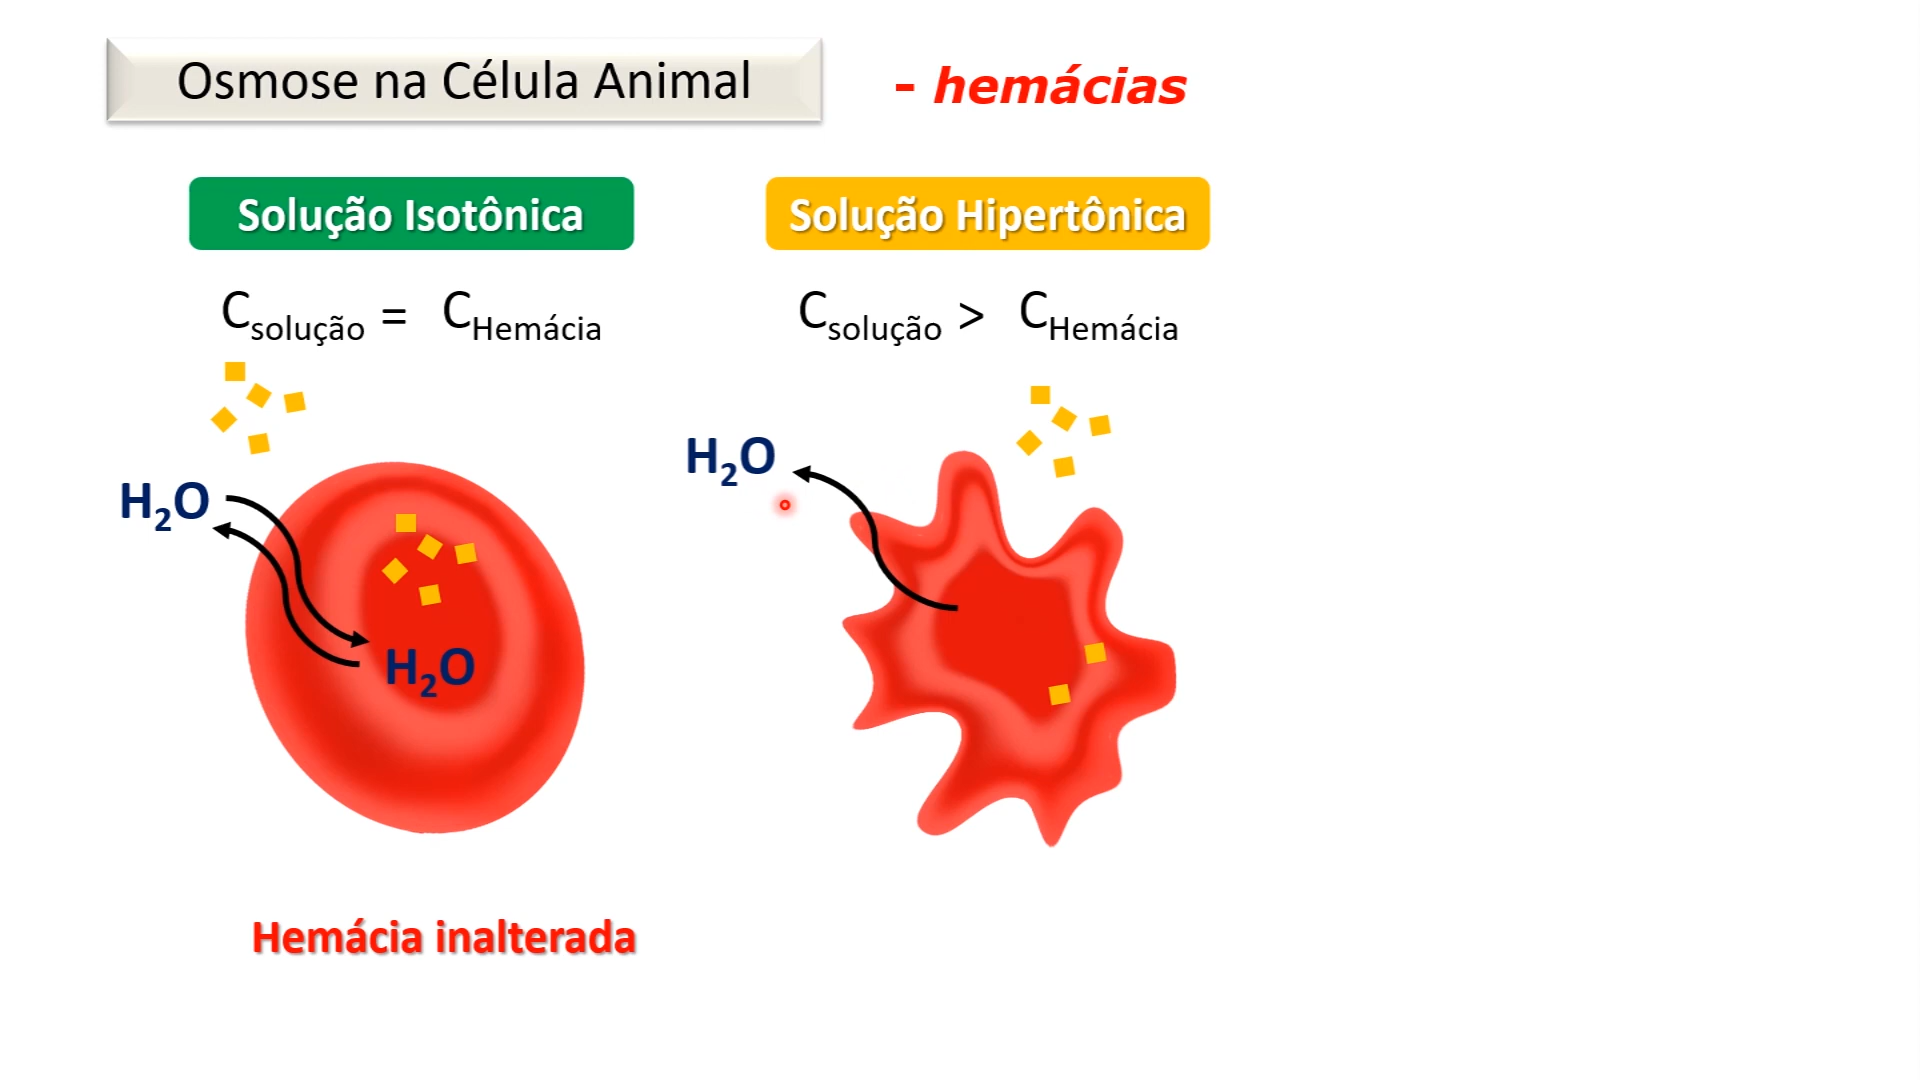 Osmose na Célula Animal
- hemácias
Solução Isotônica
Solução Hipertônica
Csolução = CHemácia
Csolução > CHemácia
H2O
H2O
H2O
Hemácia inalterada